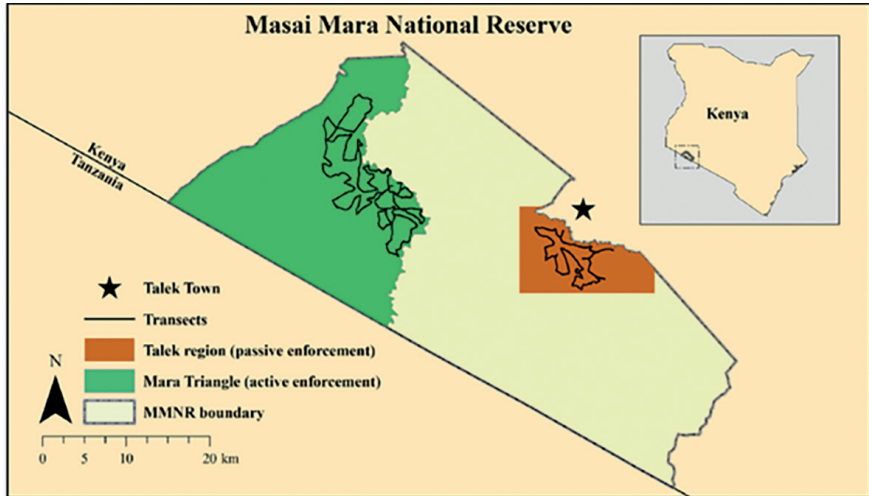 Masai Mara National Reserve
Kenya
Kenya
Tanzania
Talek Town
Transects
Talek region (passive enforcement)
Mara Triangle (active enforcement)
MMNR boundary
N
0 5 10 20 km